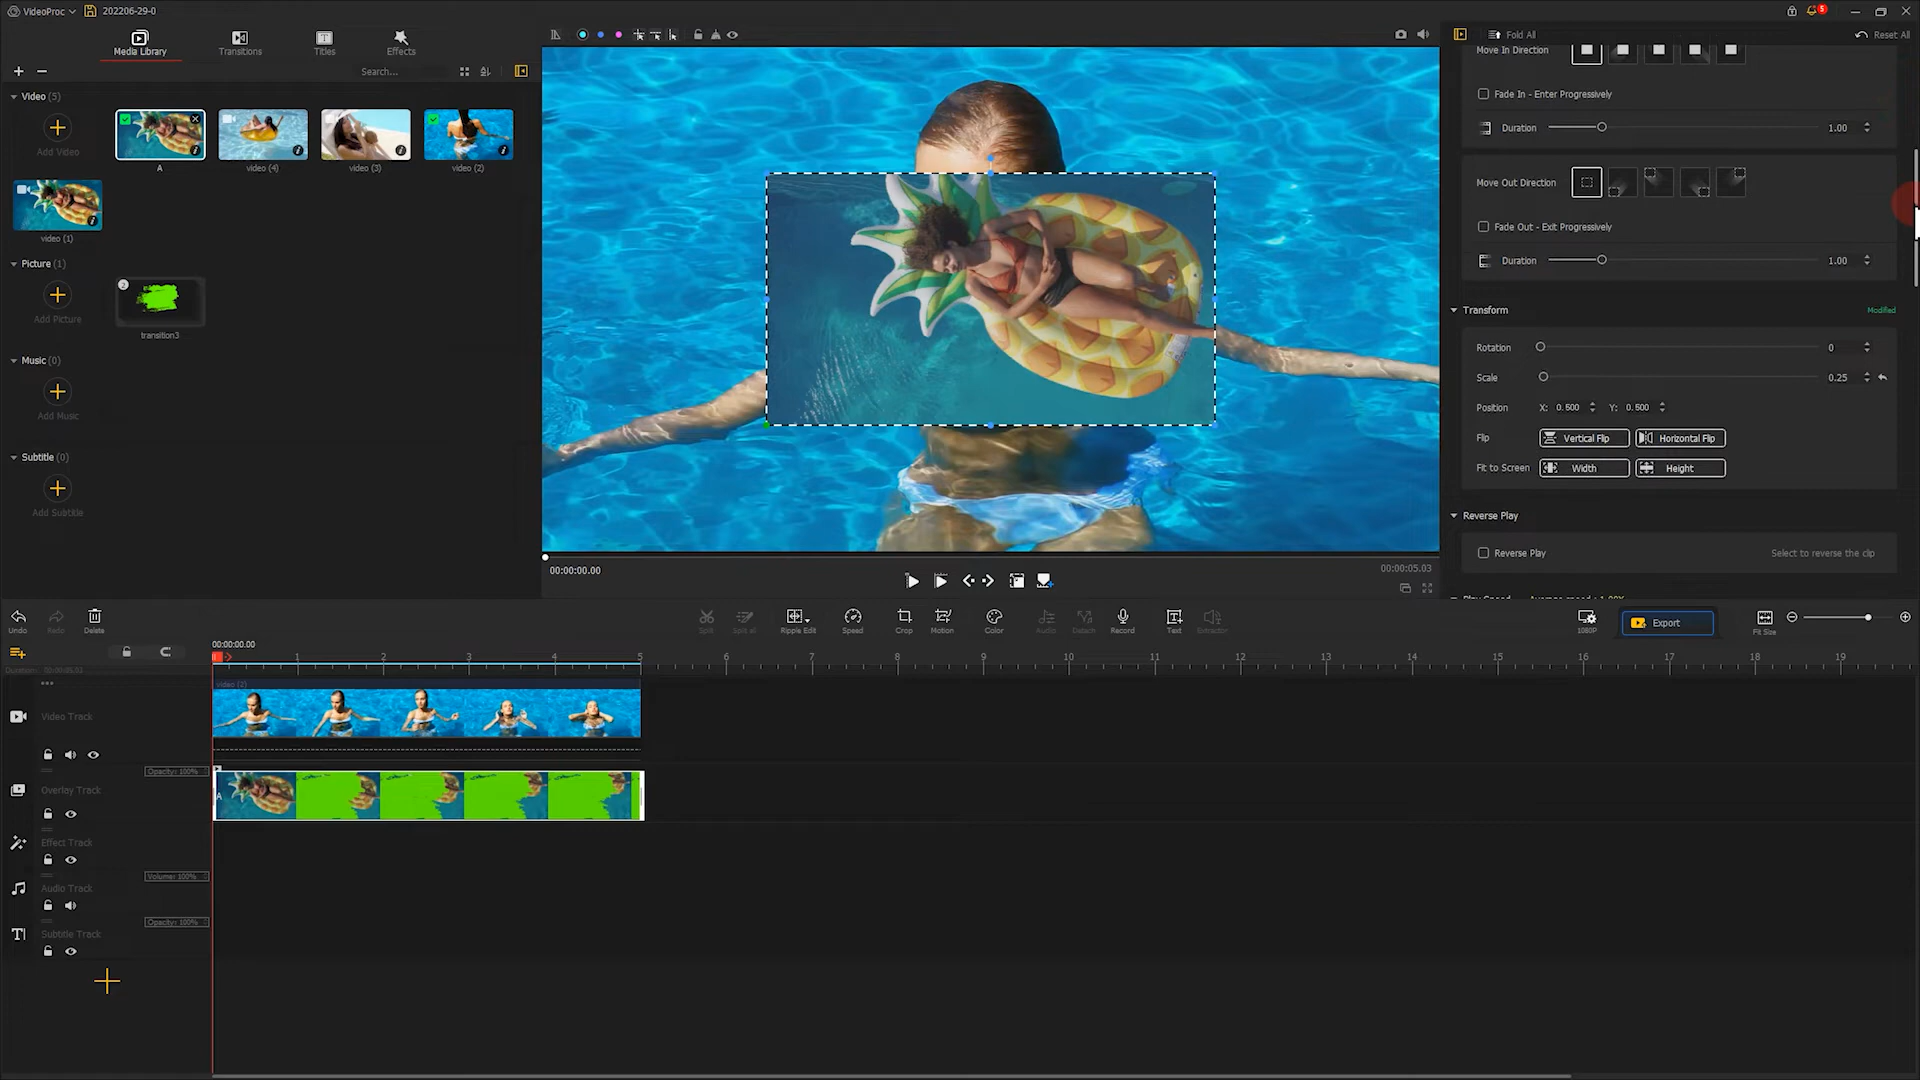 VideoProc
202206-29-0
5
Media Library
Transitions
Titles
Effects
Fold All
Reset All
Search...
Move In Direction
Video (5)
Fade In - Enter Progressively
Add Video
A
video (4)
video (3)
video (2)
Duration
1.00
Move Out Direction
video (1)
Fade Out - Exit Progressively
Picture (1)
Duration
1.00
2
Add Picture
transition3
Transform
Modified
Rotation
0
Music (0)
Scale
0.25
Add Music
Position
X: 0.500
Y: 0.500
Flip
Vertical Flip
Horizontal Flip
Subtitle (0)
Fit to Screen
Width
Height
Add Subtitle
Reverse Play
Reverse Play
Select to reverse the clip
00:00:00.00
00:00:05.03
Play Speed
Average speed : 1.00X
Undo
Redo
Delete
Split
Split all
Ripple Edit
Speed
Crop
Motion
Color
Audio
Detach
Record
Text
Extractor
1080P
Export
Fit Size
00:00:00.00
1 2 3 4 5 6 7 8 9 10 11 12 13 14 15 16 17 18 19
video (2)
Video Track
Opacity: 100%
Overlay Track
A
Effect Track
Volume: 100%
Audio Track
Opacity: 100%
Subtitle Track